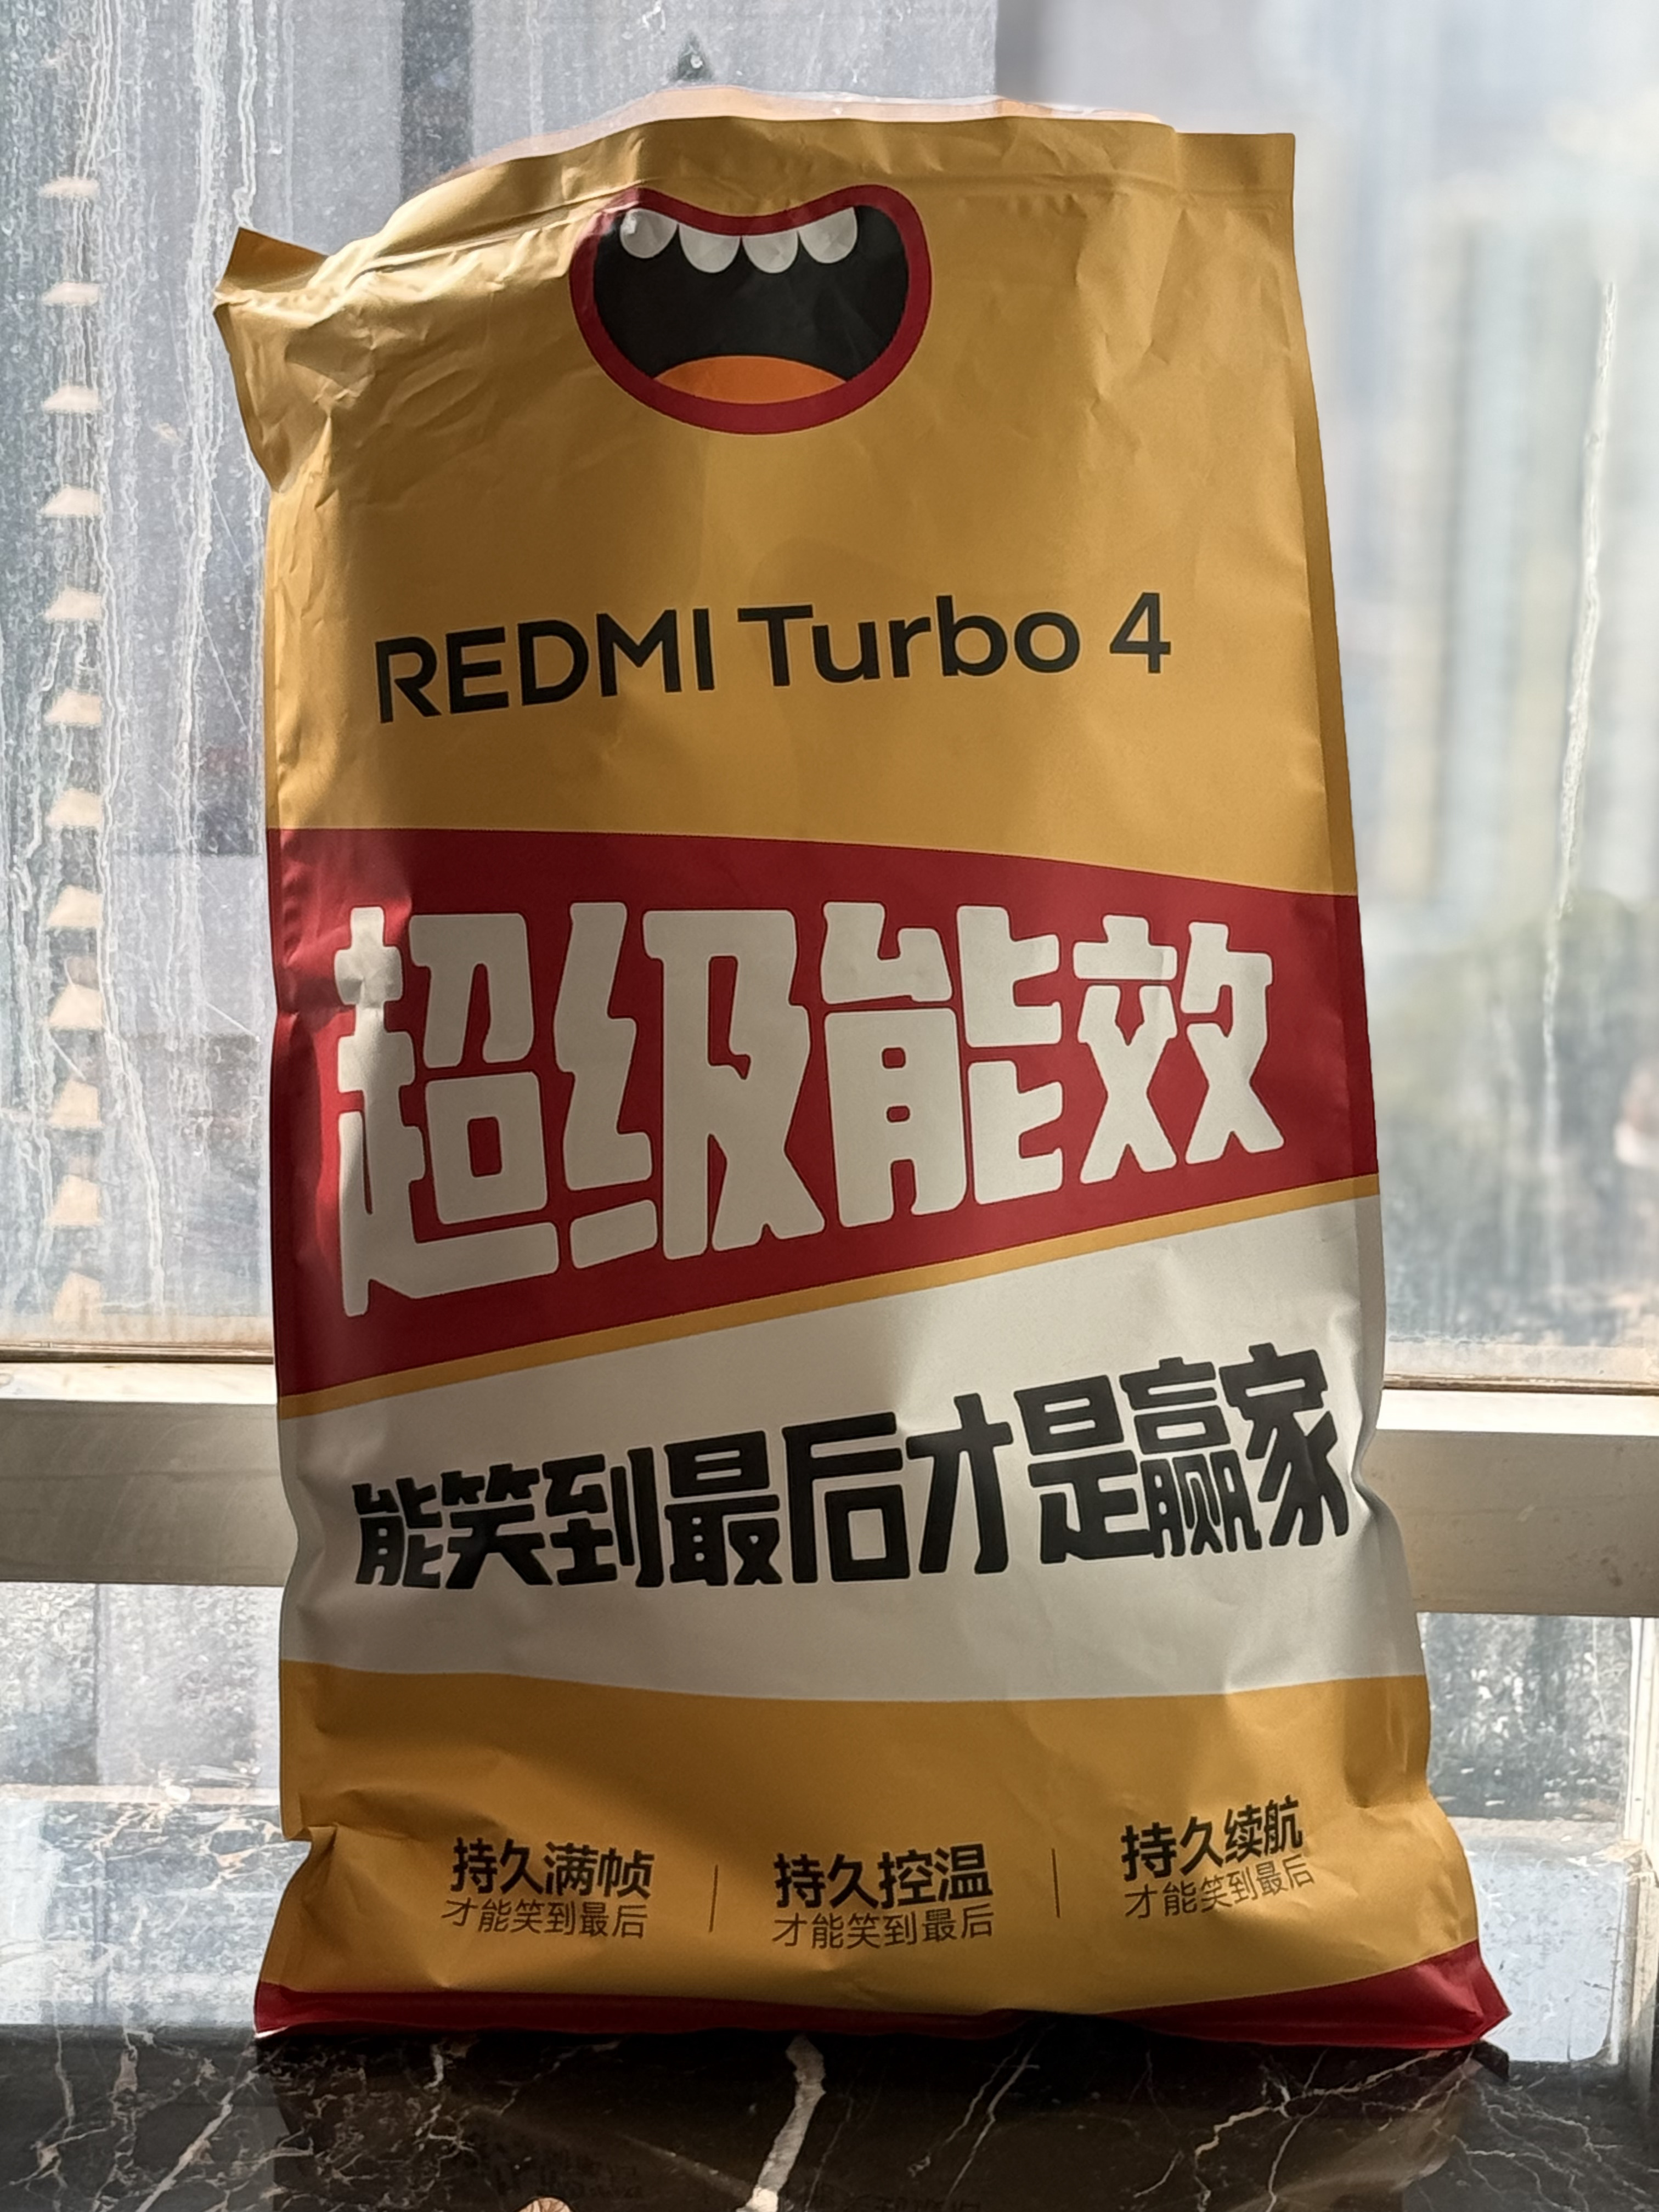 REDMI Turbo 4
超级能效
能笑到最后才是赢家
持久满帧
才能笑到最后
持久控温
才能笑到最后
持久续航
才能笑到最后